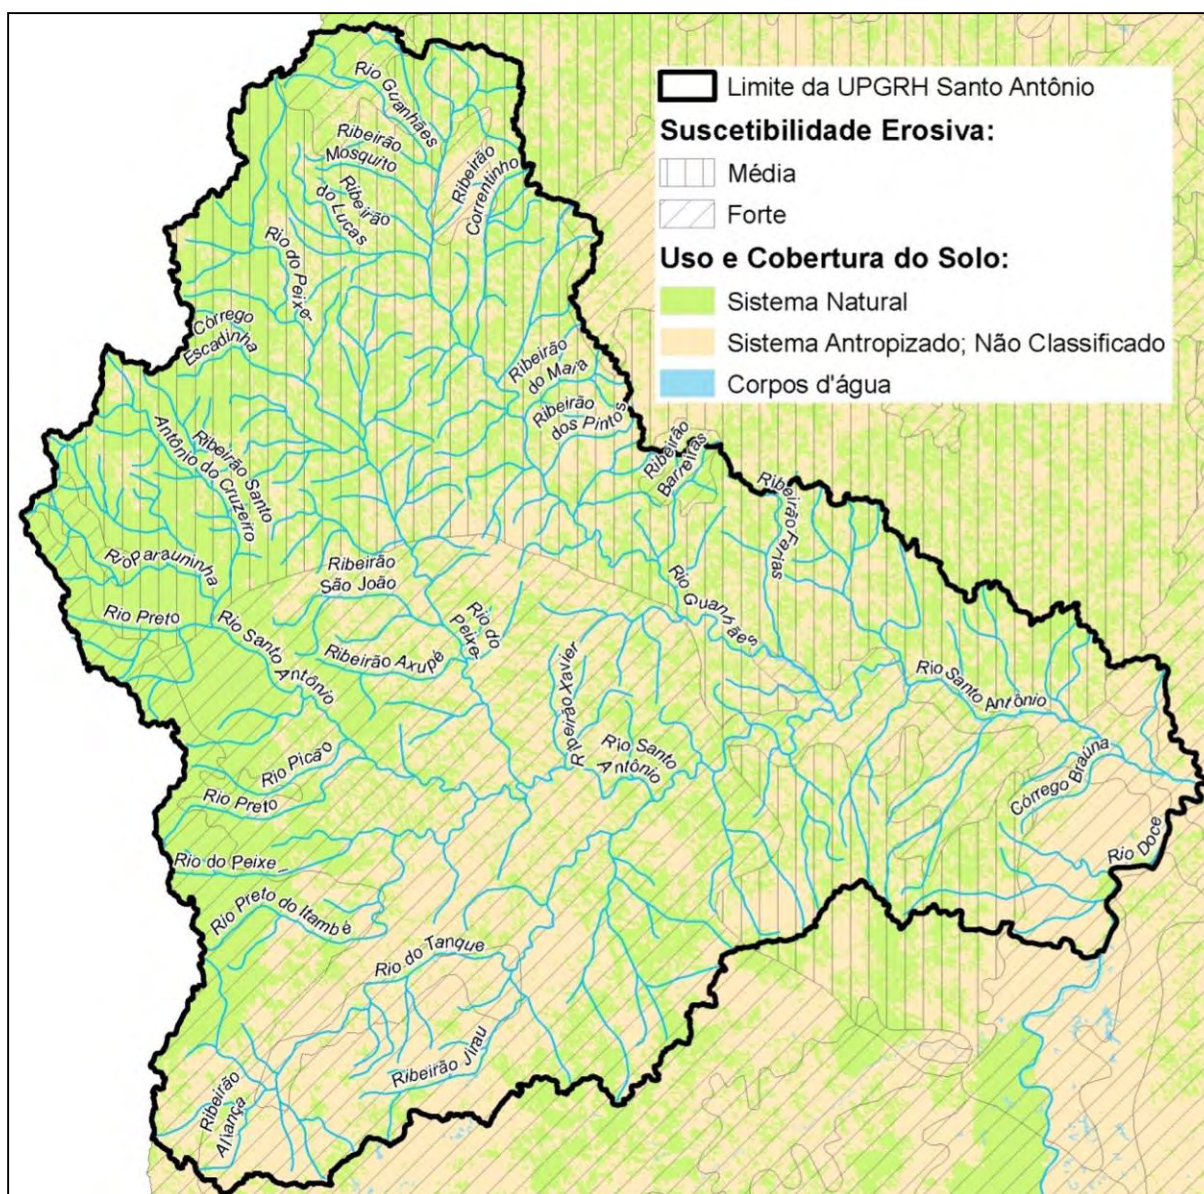 Limite da UPGRH Santo Antônio
Suscetibilidade Erosiva:
Média
Forte
Uso e Cobertura do Solo:
Sistema Natural
Sistema Antropizado; Não Classificado
Corpos d'água
Rio Guanhães
Ribeirão
Mosquito
Ribeirão
Correntinho
Ribeirão
do Lucas
Rio do Peixe
Córrego
Escadinha
Ribeirão
do Maia
Ribeirão
dos Pintos
Ribeirão
Barreiras
Ribeirão Santo
Antônio do Cruzeiro
Ribeirão Farias
Rio Parauninha
Ribeirão
São João
Rio Preto
Rio Santo
Antônio
Rio do
Peixe
Rio Guanhães
Ribeirão Axupé
Ribeirão Xavier
Rio Santo Antônio
Rio Santo
Antônio
Rio Picão
Rio Preto
Córrego Braúna
Rio do Peixe
Rio Doce
Rio Preto do Itambé
Rio do Tanque
Ribeirão Jirau
Ribeirão
Aliança